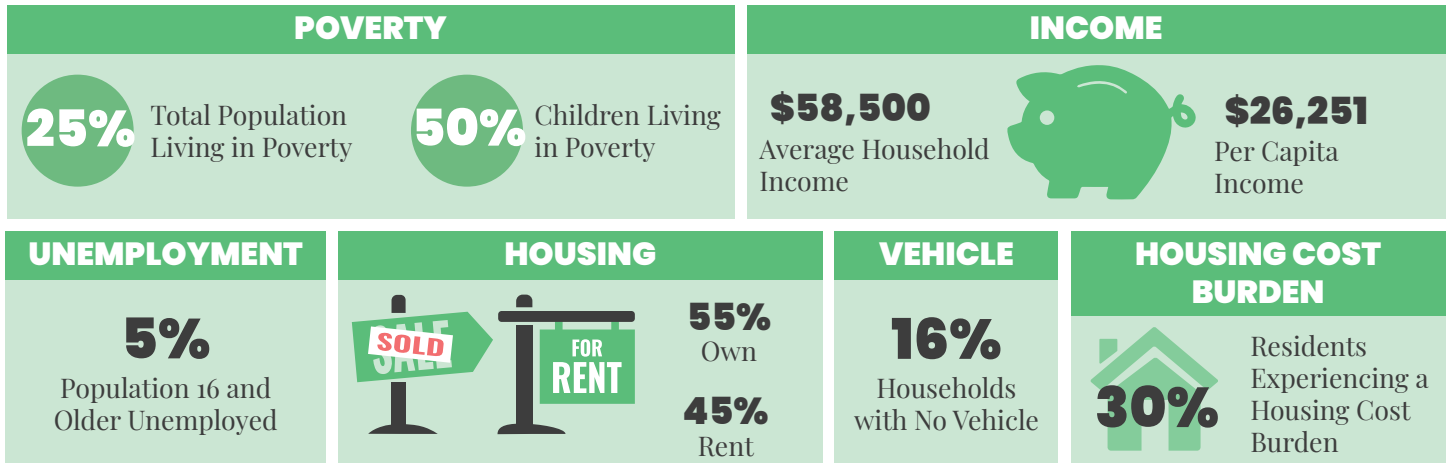 POVERTY
25%
Total Population
Living in Poverty
50%
Children Living
in Poverty
INCOME
$58,500
Average Household
Income
$26,251
Per Capita
Income
UNEMPLOYMENT
5%
Population 16 and
Older Unemployed
HOUSING
SALE
SOLD
FOR
RENT
55%
Own
45%
Rent
VEHICLE
16%
Households
with No Vehicle
HOUSING COST
BURDEN
30%
Residents
Experiencing a
Housing Cost
Burden